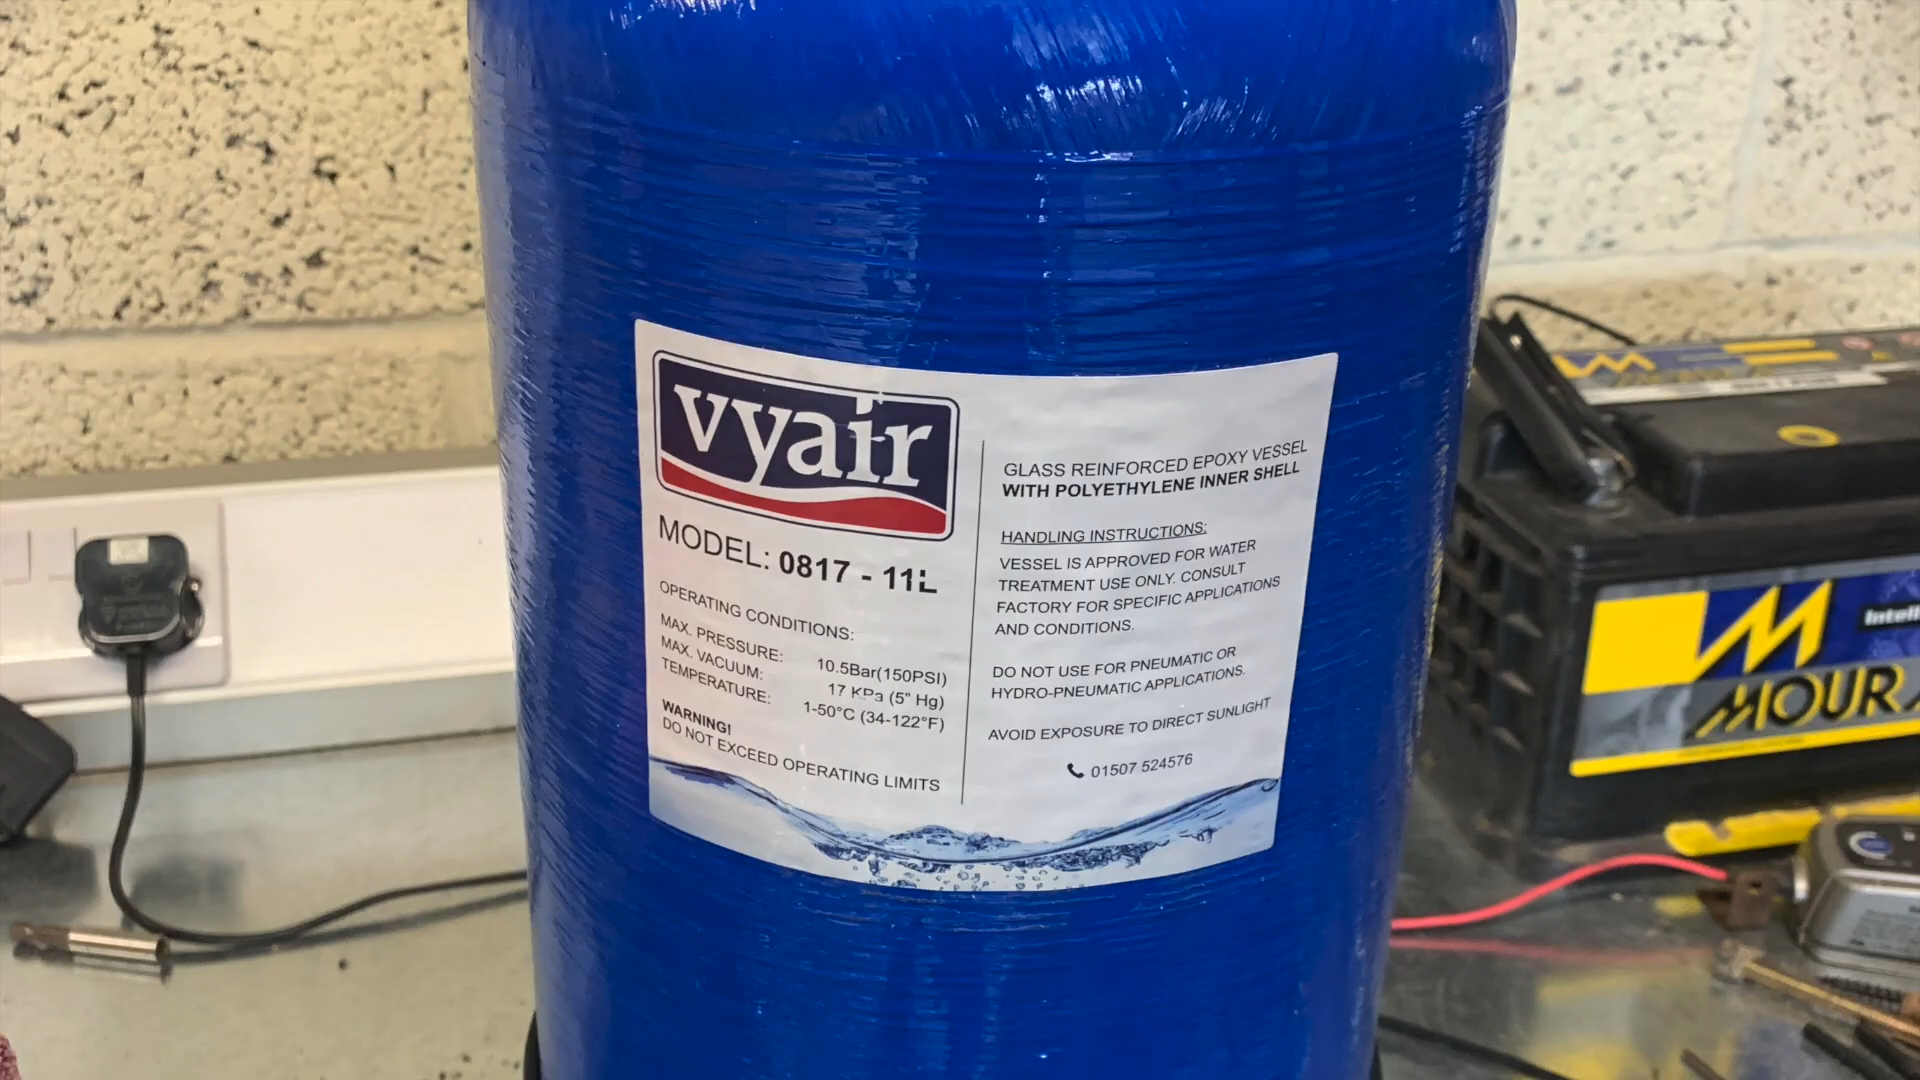 vyair
MODEL: 0817 - 11L
OPERATING CONDITIONS:
MAX. PRESSURE: 10.5Bar(150PSI)
MAX. VACUUM: 17 KPa (5" Hg)
TEMPERATURE: 1-50°C (34-122°F)
WARNING!
DO NOT EXCEED OPERATING LIMITS
GLASS REINFORCED EPOXY VESSEL
WITH POLYETHYLENE INNER SHELL
HANDLING INSTRUCTIONS:
VESSEL IS APPROVED FOR WATER
TREATMENT USE ONLY. CONSULT
FACTORY FOR SPECIFIC APPLICATIONS
AND CONDITIONS.
DO NOT USE FOR PNEUMATIC OR
HYDRO-PNEUMATIC APPLICATIONS.
AVOID EXPOSURE TO DIRECT SUNLIGHT
01507 524576
M
Intelli
MOURA